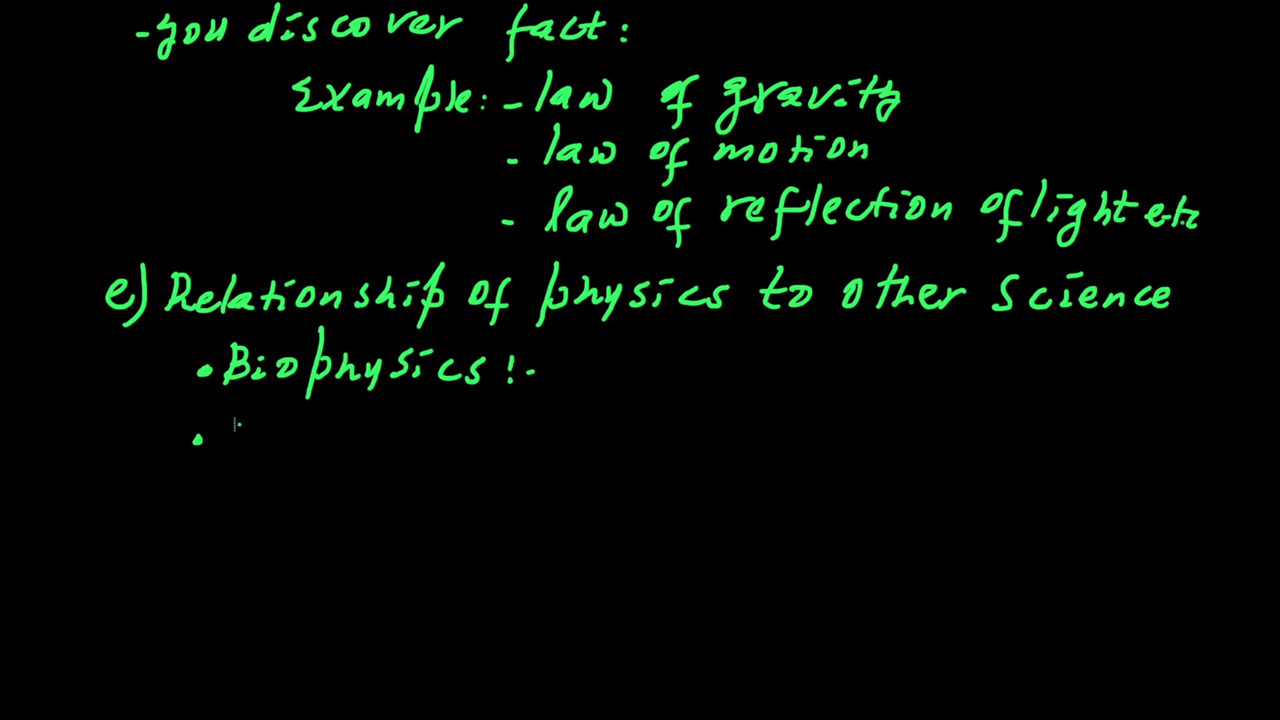 -you discover fact:
Example: - law of gravity
- law of motion
- law of reflection of light etc
e) Relationship of physics to other science
• Biophysics :-
•